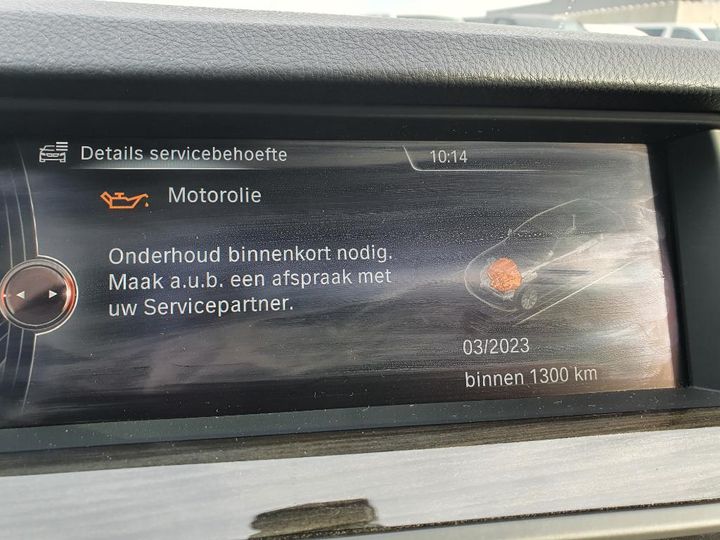 Details servicebehoefte
10:14
Motorolie
Onderhoud binnenkort nodig.
Maak a.u.b. een afspraak met
uw Servicepartner.
03/2023
binnen 1300 km